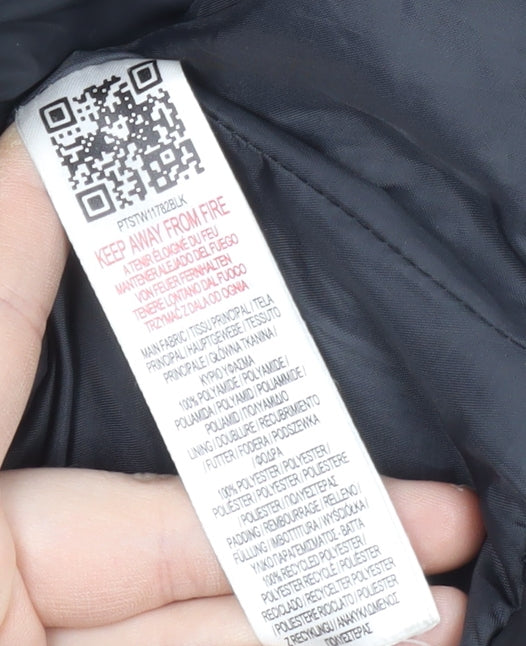 PTSTW11782BLK
KEEP AWAY FROM FIRE
A TENIR ÉLOIGNÉ DU FEU
MANTENER ALEJADO DEL FUEGO
VON FEUER FERNHALTEN
TENERE LONTANO DAL FUOCO
TRZYMAĆ Z DALA OD OGNIA
MAIN FABRIC / TISSU PRINCIPAL / TELA
PRINCIPAL / HAUPTGEWEBE / TESSUTO
PRINCIPALE / GŁÓWNA TKANINA /
ΚΥΡΙΟ ΥΦΑΣΜΑ
100% POLYAMIDE / POLYAMIDE /
POLIAMIDA / POLYAMID / POLIAMMIDE /
POLIAMID / ΠΟΛΥΑΜΙΔΟ
LINING / DOUBLURE / RECUBRIMIENTO
/ FUTTER / FODERA / PODSZEWKA
/ ΦΟΔΡΑ
100% POLYESTER / POLYESTER /
POLIÉSTER / POLYESTER / POLIESTERE
/ POLIESTER / ΠΟΛΥΕΣΤΕΡΑΣ
PADDING / REMBOURRAGE / RELLENO /
FÜLLUNG / IMBOTTITURA / WYŚCIÓŁKA /
ΥΛΙΚΟ ΠΑΡΑΓΕΜΙΣΜΑΤΟΣ - ΒΑΤΤΑ
100% RECYCLED POLYESTER /
POLYESTER RECYCLÉ / POLIÉSTER
RECICLADO / RECYCELTER POLYESTER
/ POLIESTERE RICICLATO / POLIESTER
Z RECYKLINGU / ΑΝΑΚΥΚΛΩΜΕΝΟΣ
ΠΟΛΥΕΣΤΕΡΑΣ